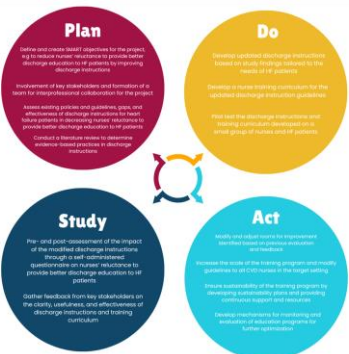 Plan
Define and create SMART objectives for the project,
e.g to reduce nurses' reluctance to provide better
discharge education to HF patients by improving
discharge instructions
Involvement of key stakeholders and formation of a
team for interprofessional collaboration for the project
Assess existing policies and guidelines, gaps, and
effectiveness of discharge instructions for heart
failure patients in decreasing nurses' reluctance to
provide better discharge education to HF patients
Conduct a literature review to determine
evidence-based practices in discharge
instructions
Do
Develop updated discharge instructions
based on study findings tailored to the
needs of HF patients
Develop a nurse training curriculum for the
updated discharge instruction guidelines
Pilot test the discharge instructions and
training curriculum developed on a
small group of nurses and HF patients.
Study
Pre- and post-assessment of the impact
of the modified discharge instructions
through a self-administered
questionnaire on nurses' reluctance to
provide better discharge education to HF
patients
Gather feedback from key stakeholders on
the clarity, usefulness, and effectiveness of
discharge instructions and training
curriculum
Act
Modify and adjust rooms for improvement
identified based on previous evaluation
and feedback
Increase the scale of the training program and modify
guidelines to all CVO nurses in the target setting
Ensure sustainability of the training program by
developing sustainability plans and providing
continuous support and resources
Develop mechanisms for monitoring and
evaluation of education programs for
further optimization